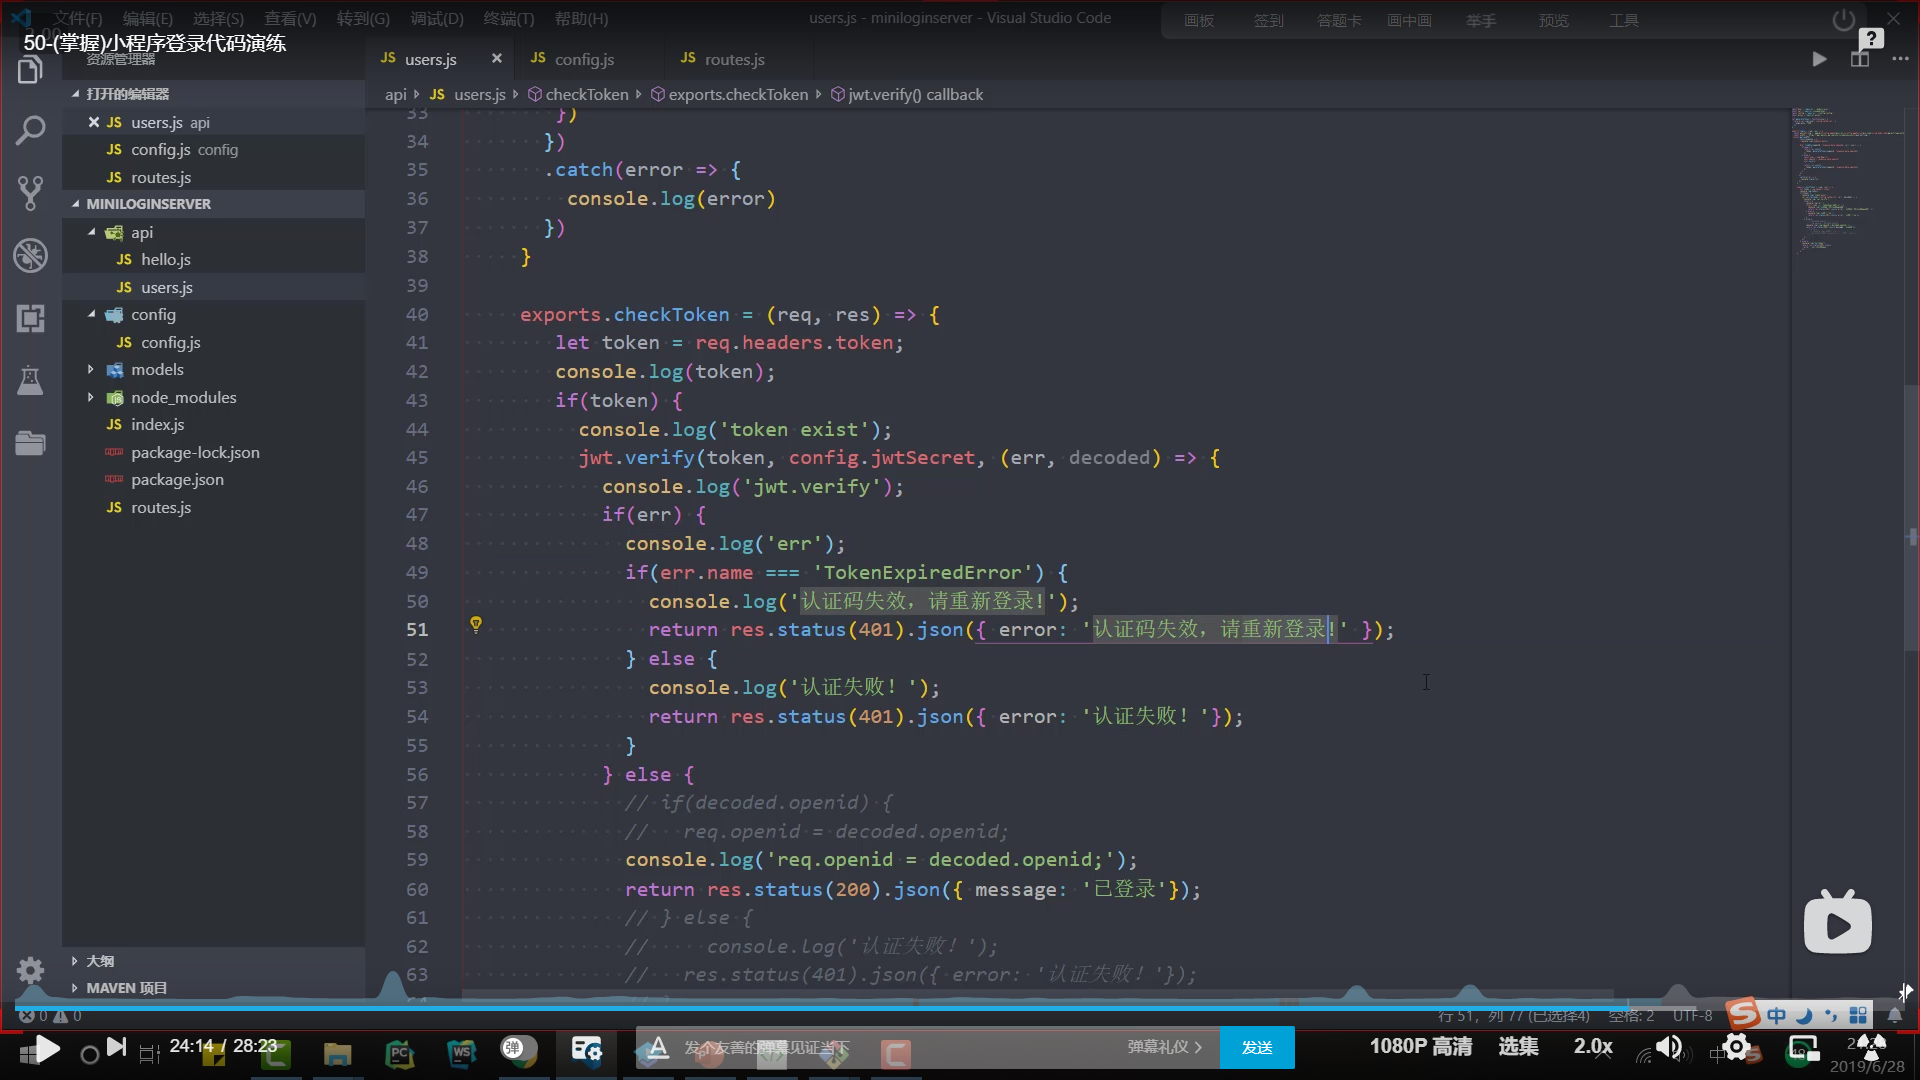 文件(F) 编辑(E) 选择(S) 查看(V) 转到(G) 调试(D) 终端(T) 帮助(H)
users.js - miniloginserver - Visual Studio Code
画板 签到 答题卡 画中画 举手 预览 工具
50-(掌握)小程序登录代码演练
资源管理器
JS users.js × JS config.js JS routes.js
api JS users.js checkToken exports.checkToken jwt.verify() callback
打开的编辑器
JS users.js api
JS config.js config
JS routes.js
MINILOGINSERVER
api
JS hello.js
JS users.js
config
JS config.js
models
node_modules
JS index.js
package-lock.json
package.json
JS routes.js
大纲
MAVEN 项目
33 })
34 })
35 .catch(error => {
36 console.log(error)
37 })
38 }
39
40 exports.checkToken = (req, res) => {
41 let token = req.headers.token;
42 console.log(token);
43 if(token) {
44 console.log('token exist');
45 jwt.verify(token, config.jwtSecret, (err, decoded) => {
46 console.log('jwt.verify');
47 if(err) {
48 console.log('err');
49 if(err.name === 'TokenExpiredError') {
50 console.log('认证码失效，请重新登录!');
51 return res.status(401).json({ error: '认证码失效，请重新登录!' });
52 } else {
53 console.log('认证失败！');
54 return res.status(401).json({ error: '认证失败！'});
55 }
56 } else {
57 // if(decoded.openid) {
58 // req.openid = decoded.openid;
59 console.log('req.openid = decoded.openid;');
60 return res.status(200).json({ message: '已登录'});
61 // } else {
62 // console.log('认证失败！');
63 // res.status(401).json({ error: '认证失败！'});
0 0
行 51，列 77 (已选择4) 空格: 2 UTF-8
中
24:14 / 28:23
PC WS 弹
发个友善的弹幕见证当下
弹幕礼仪 >
发送
1080P 高清 选集 2.0x
2019/6/28